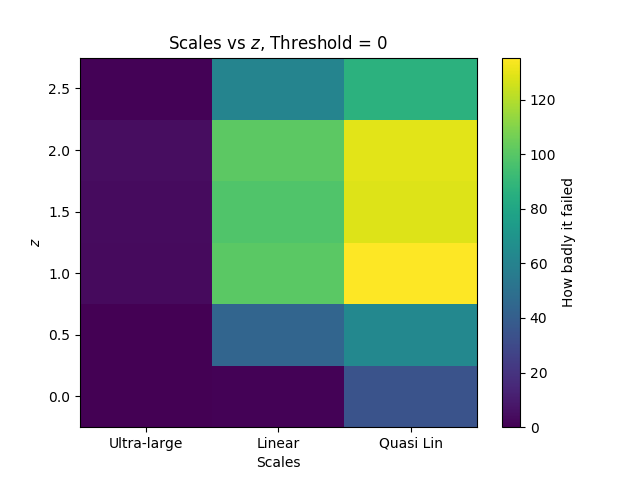 Scales vs z, Threshold = 0
2.5
2.0
1.5
1.0
0.5
0.0
z
Ultra-large
Linear
Quasi Lin
Scales
120
100
80
60
40
20
0
How badly it failed